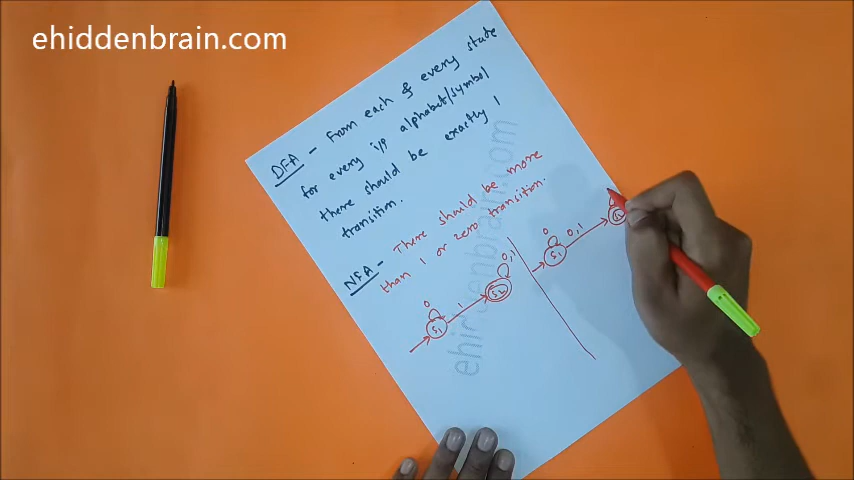 ehiddenbrain.com
DFA - From each & every state
for every i/p alphabet/symbol
there should be exactly 1
transition.
NFA - There should be more
than 1 or zero transition.
0
S1
1
0,1
S2
0
S1
0,1
S2
ehiddenbrain.com